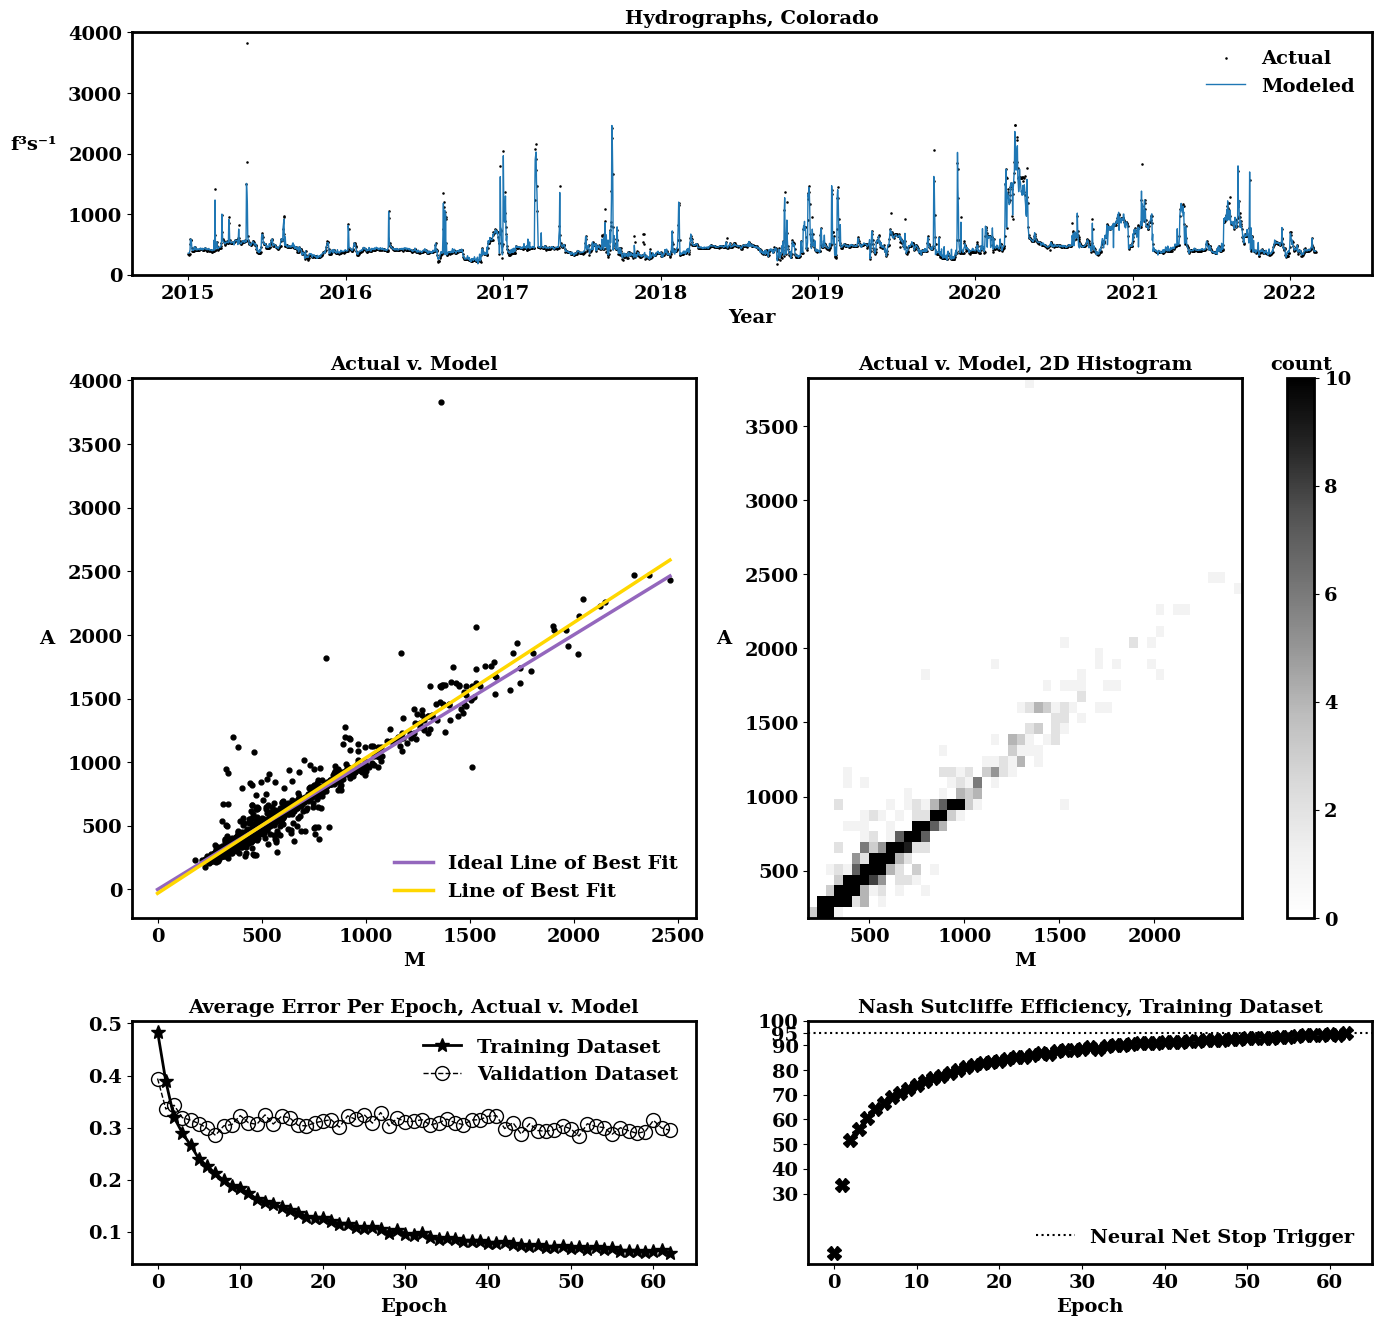 Hydrographs, Colorado
4000
3000
2000
1000
0
f³s⁻¹
Actual
Modeled
2015 2016 2017 2018 2019 2020 2021 2022
Year
Actual v. Model
4000
3500
3000
2500
2000
1500
1000
500
0
A
Ideal Line of Best Fit
Line of Best Fit
0 500 1000 1500 2000 2500
M
Actual v. Model, 2D Histogram
3500
3000
2500
2000
1500
1000
500
A
500 1000 1500 2000
M
count
10
8
6
4
2
0
Average Error Per Epoch, Actual v. Model
0.5
0.4
0.3
0.2
0.1
Training Dataset
Validation Dataset
0 10 20 30 40 50 60
Epoch
Nash Sutcliffe Efficiency, Training Dataset
100
95
90
80
70
60
50
40
30
Neural Net Stop Trigger
0 10 20 30 40 50 60
Epoch